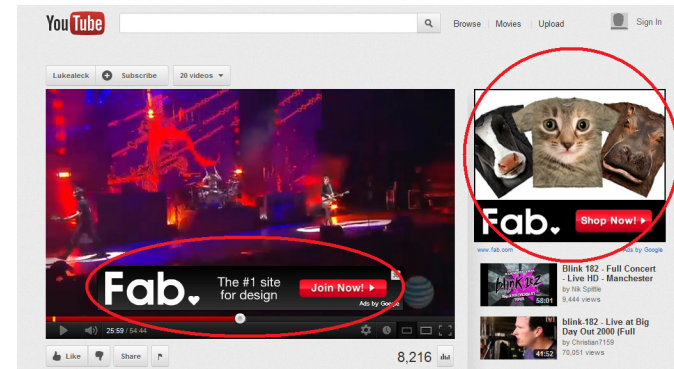 YouTube
Browse | Movies | Upload
Sign In
Lukealeck
Subscribe
20 videos
Fab.
The #1 site
for design
Join Now!
Ads by Google
25:59 / 54:44
Like
Share
8,216
Fab.
Shop Now!
www.fab.com
Ads by Google
blink 182
58:01
Blink 182 - Full Concert
- Live HD - Manchester
by Nik Spittle
9,444 views
41:52
blink-182 - Live at Big
Day Out 2000 (Full
by Christian7159
70,051 views